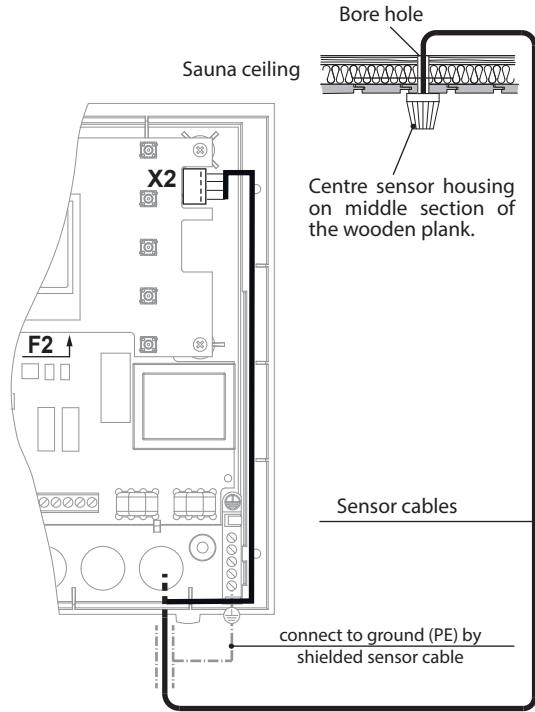 Bore hole
Sauna ceiling
X2
Centre sensor housing
on middle section of
the wooden plank.
F2
Sensor cables
connect to ground (PE) by
shielded sensor cable